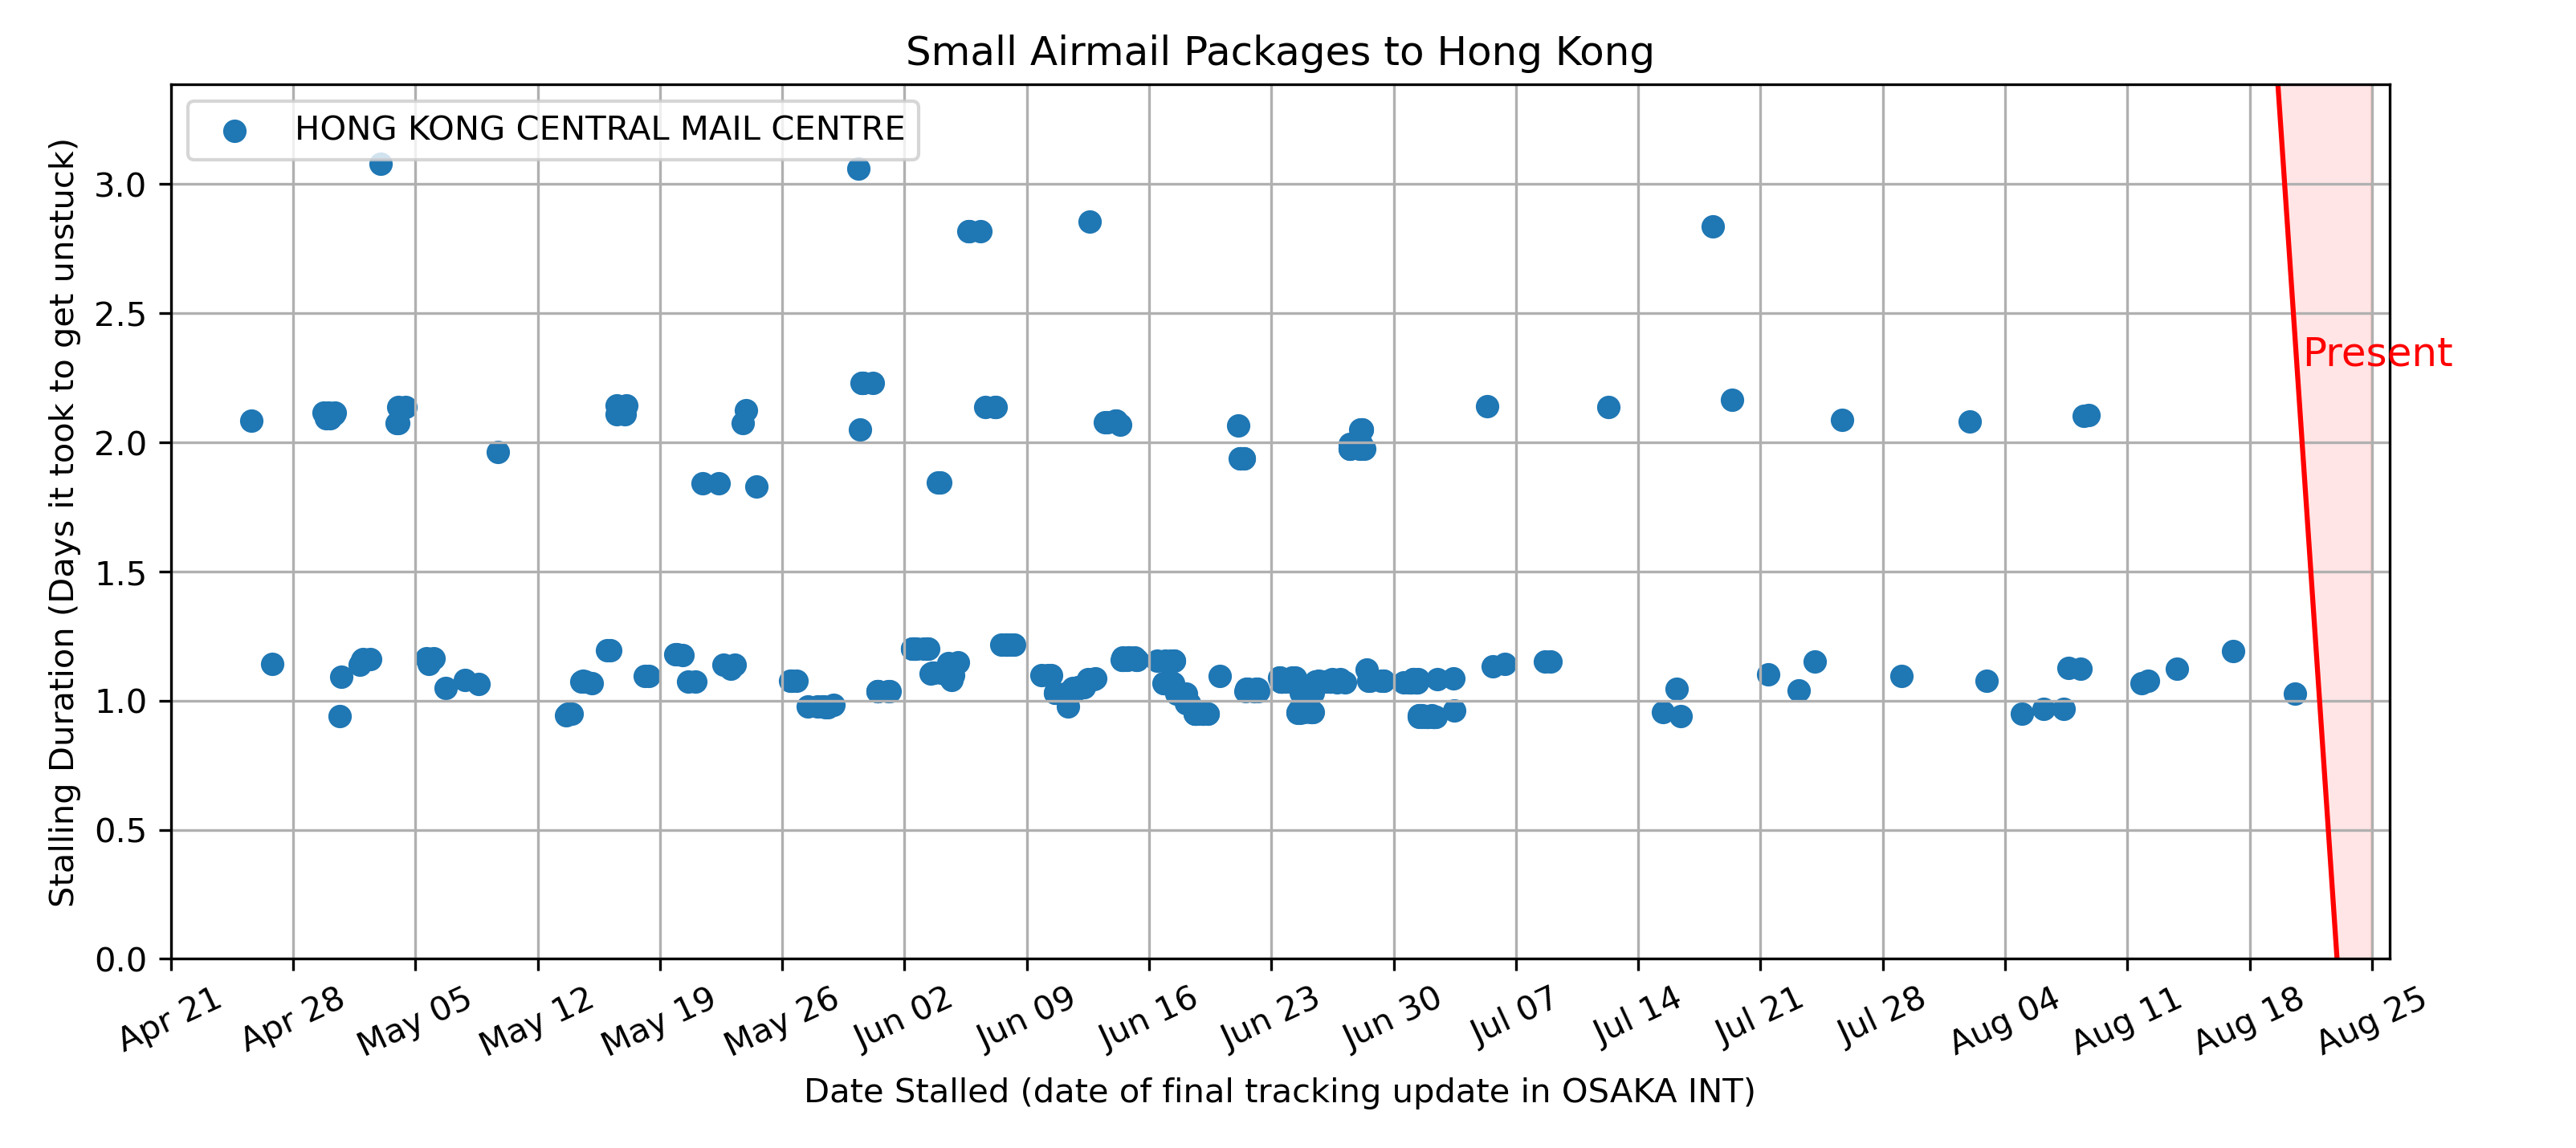 Small Airmail Packages to Hong Kong
HONG KONG CENTRAL MAIL CENTRE
Stalling Duration (Days it took to get unstuck)
3.0
2.5
2.0
1.5
1.0
0.5
0.0
Present
Apr 21
Apr 28
May 05
May 12
May 19
May 26
Jun 02
Jun 09
Jun 16
Jun 23
Jun 30
Jul 07
Jul 14
Jul 21
Jul 28
Aug 04
Aug 11
Aug 18
Aug 25
Date Stalled (date of final tracking update in OSAKA INT)